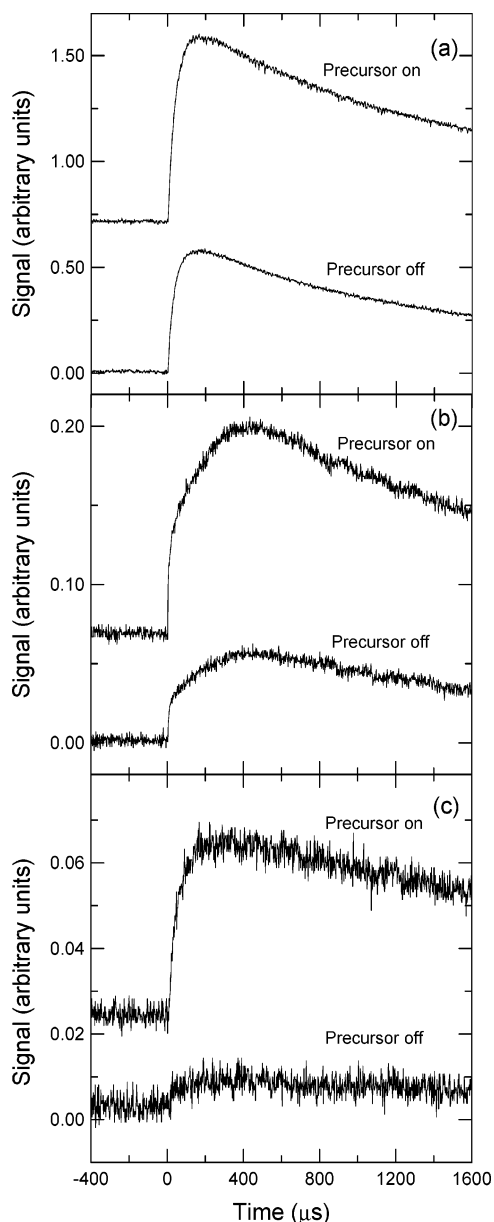 (a)
1.50
Precursor on
1.00
Signal (arbitrary units)
Precursor off
0.50
0.00
(b)
0.20
Precursor on
Signal (arbitrary units)
0.10
Precursor off
0.00
(c)
Precursor on
0.06
Signal (arbitrary units)
0.04
0.02
Precursor off
0.00
-400 0 400 800 1200 1600
Time (μs)